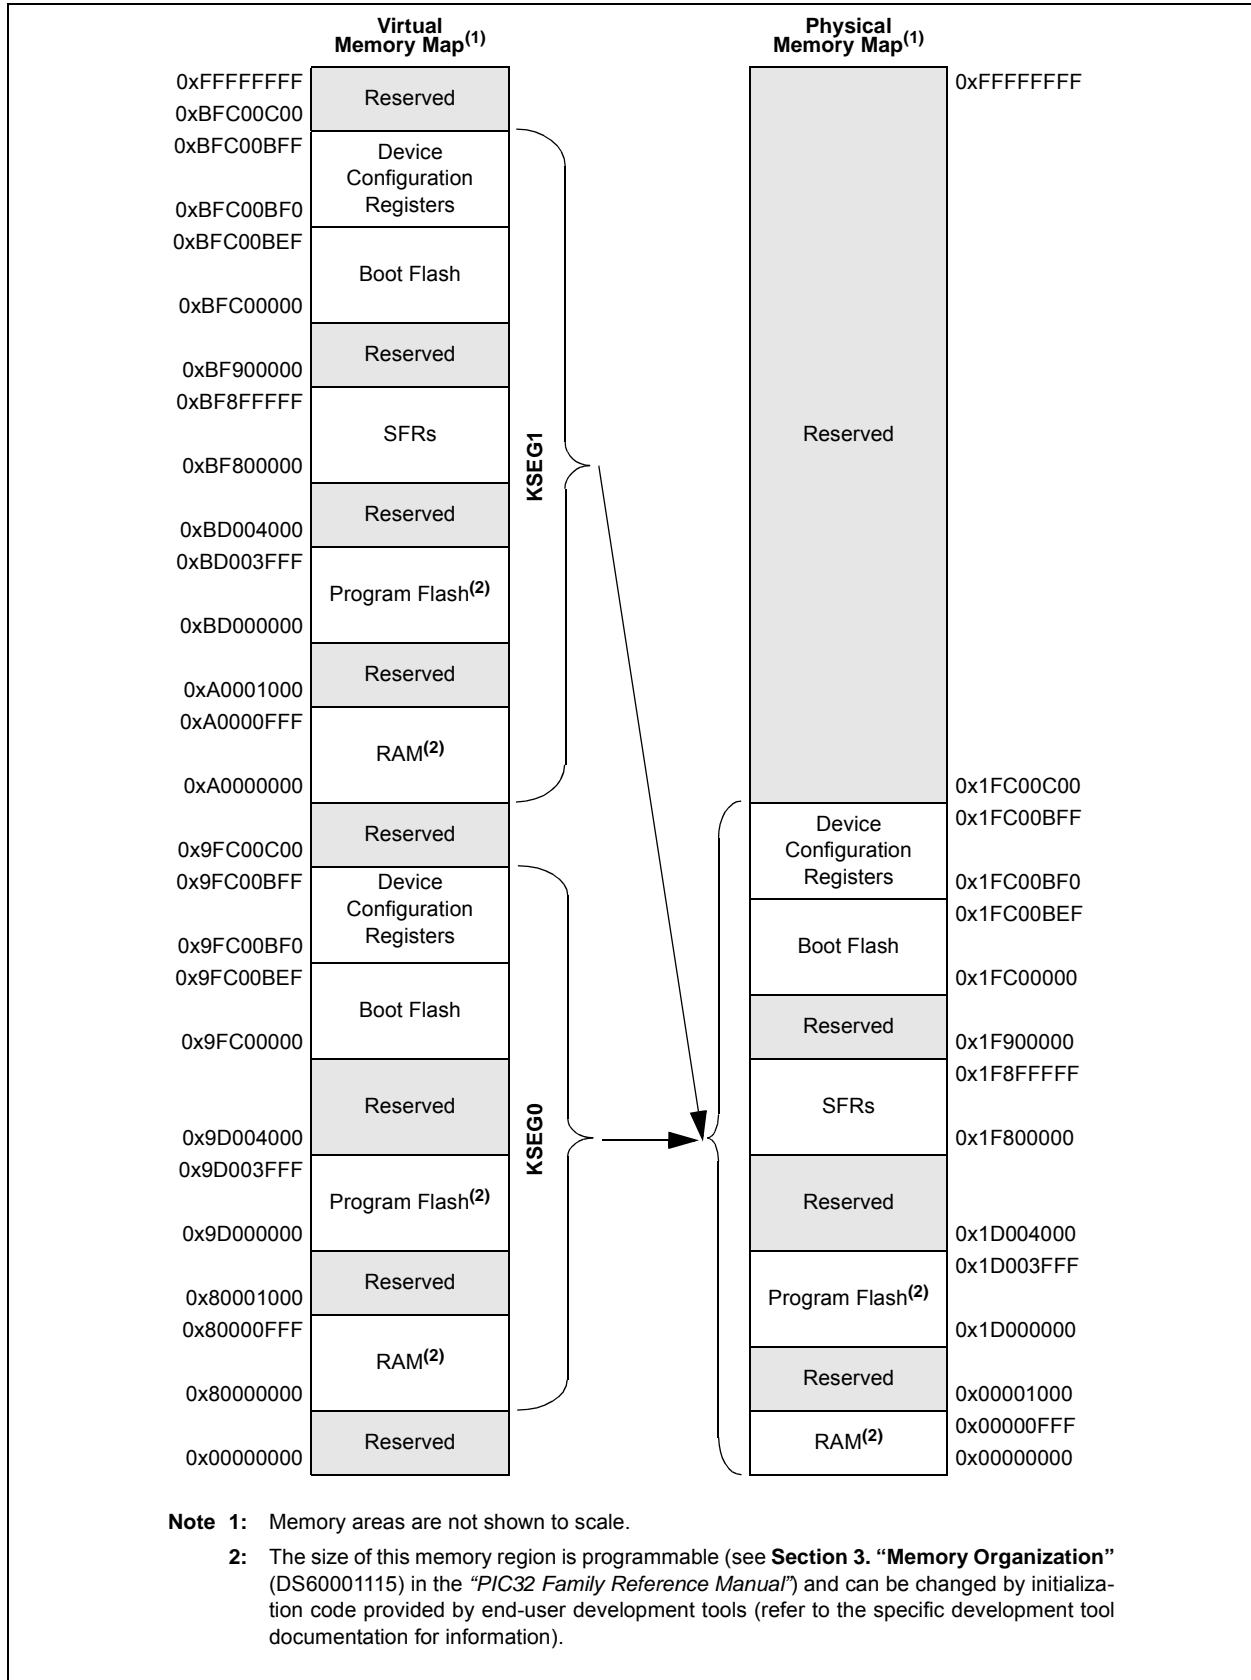 Virtual
Memory Map(1)
Physical
Memory Map(1)
0xFFFFFFFF
Reserved
0xBFC00C00
0xBFC00BFF
Device
Configuration
Registers
0xBFC00BF0
0xBFC00BEF
Boot Flash
0xBFC00000
Reserved
0xBF900000
0xBF8FFFFF
SFRs
0xBF800000
Reserved
0xBD004000
0xBD003FFF
Program Flash(2)
0xBD000000
Reserved
0xA0001000
0xA0000FFF
RAM(2)
0xA0000000
KSEG1
Reserved
0x9FC00C00
0x9FC00BFF
Device
Configuration
Registers
0x9FC00BF0
0x9FC00BEF
Boot Flash
0x9FC00000
Reserved
0x9D004000
0x9D003FFF
Program Flash(2)
0x9D000000
Reserved
0x80001000
0x80000FFF
RAM(2)
0x80000000
KSEG0
Reserved
0x00000000
0xFFFFFFFF
Reserved
0x1FC00C00
0x1FC00BFF
Device
Configuration
Registers
0x1FC00BF0
0x1FC00BEF
Boot Flash
0x1FC00000
Reserved
0x1F900000
0x1F8FFFFF
SFRs
0x1F800000
Reserved
0x1D004000
0x1D003FFF
Program Flash(2)
0x1D000000
Reserved
0x00001000
0x00000FFF
RAM(2)
0x00000000
Note 1: Memory areas are not shown to scale.
2: The size of this memory region is programmable (see Section 3. “Memory Organization”
(DS60001115) in the “PIC32 Family Reference Manual”) and can be changed by initializa-
tion code provided by end-user development tools (refer to the specific development tool
documentation for information).